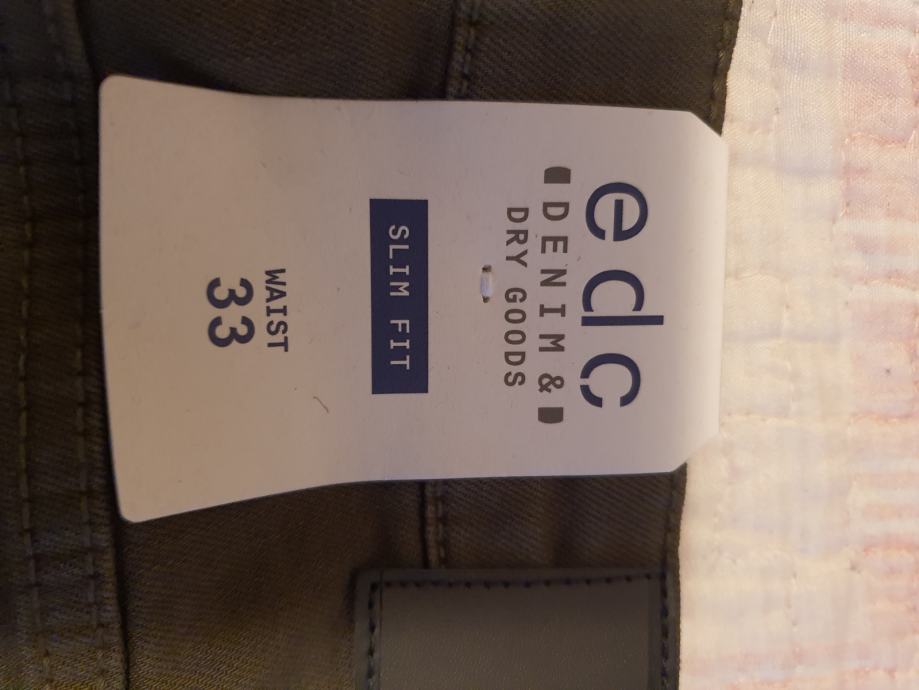 edc
DENIM &
DRY GOODS
SLIM FIT
WAIST
33